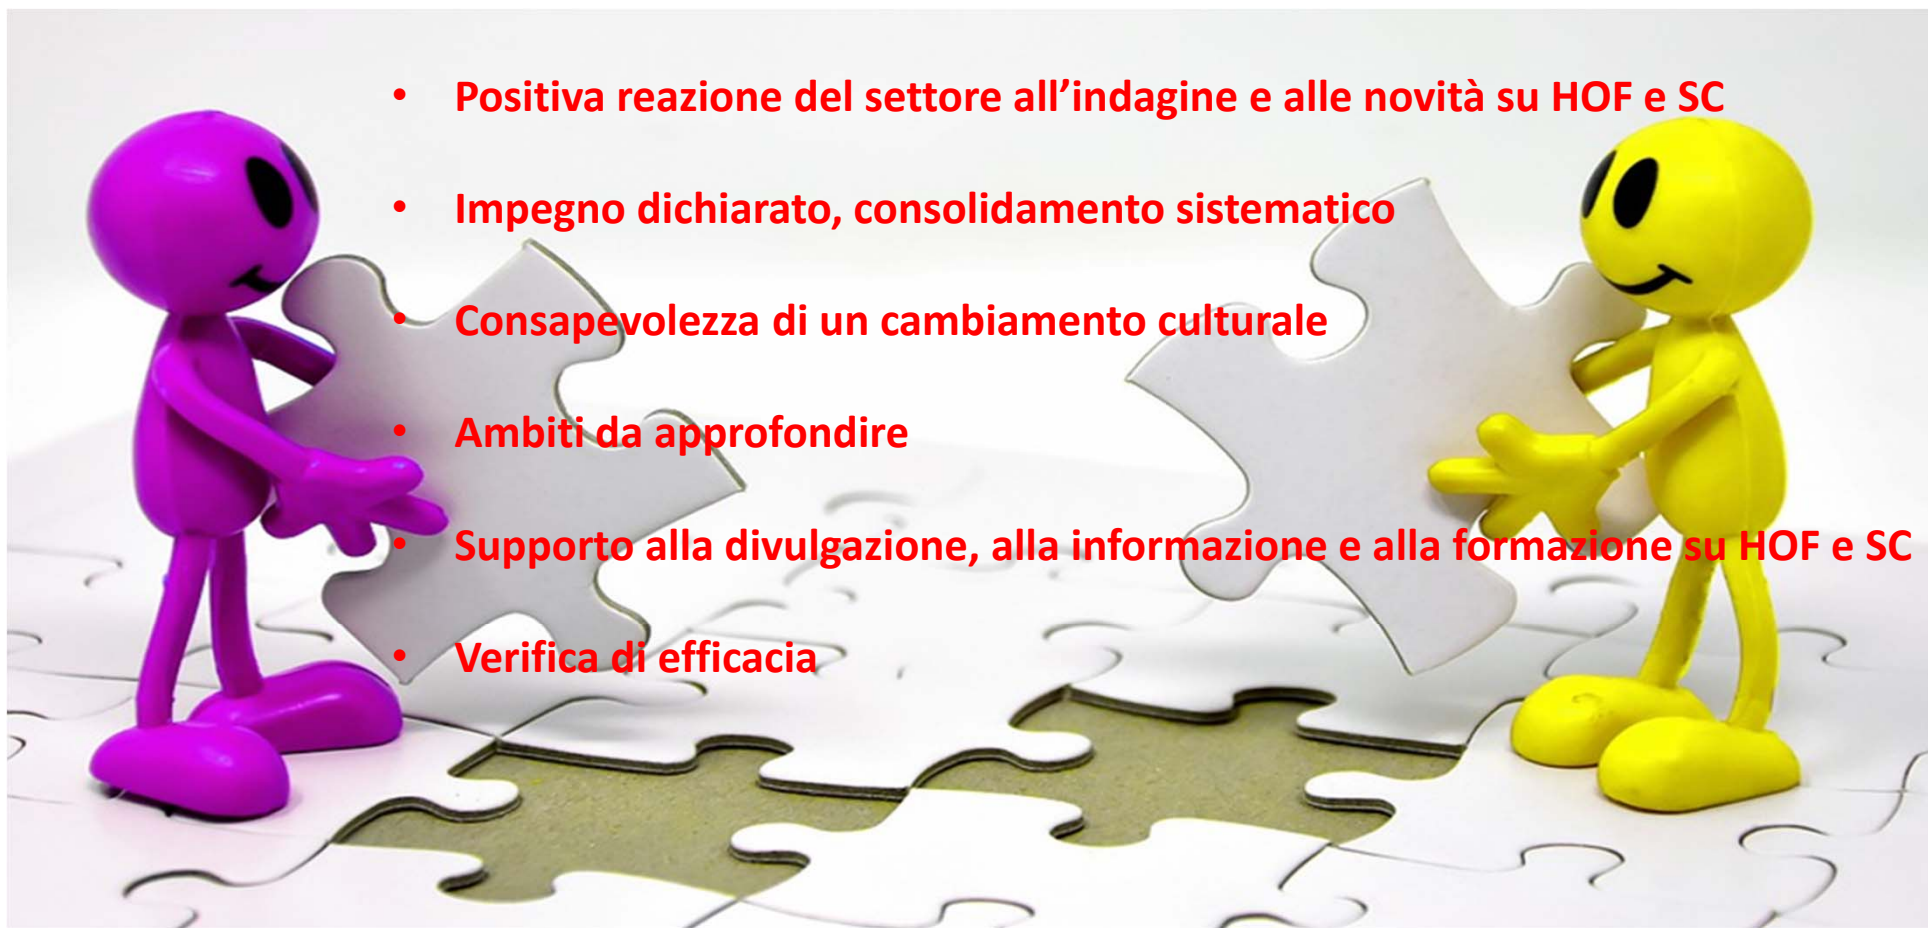 • Positiva reazione del settore all’indagine e alle novità su HOF e SC
• Impegno dichiarato, consolidamento sistematico
• Consapevolezza di un cambiamento culturale
• Ambiti da approfondire
• Supporto alla divulgazione, alla informazione e alla formazione su HOF e SC
• Verifica di efficacia